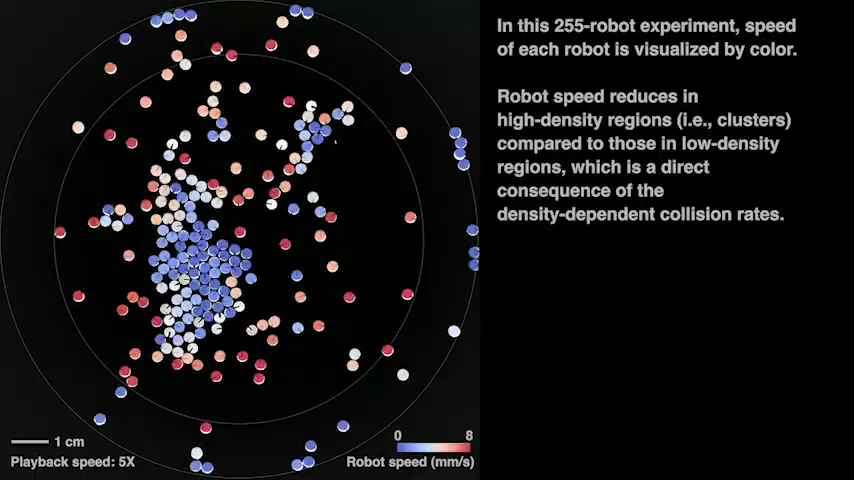 In this 255-robot experiment, speed
of each robot is visualized by color.
Robot speed reduces in
high-density regions (i.e., clusters)
compared to those in low-density
regions, which is a direct
consequence of the
density-dependent collision rates.
1 cm
Playback speed: 5X
0 8
Robot speed (mm/s)